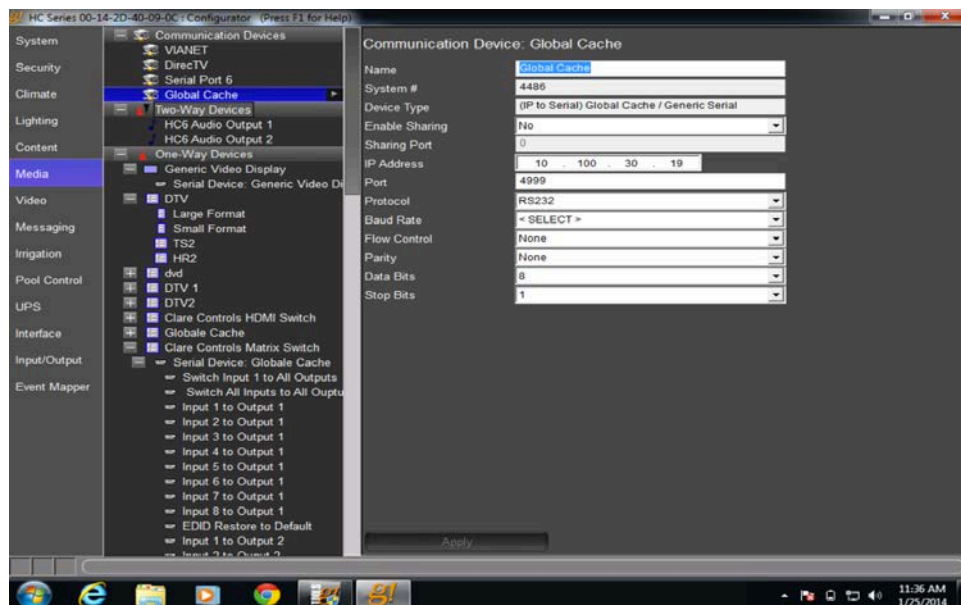 HC Series 00-14-2D-40-09-0C : Configurator (Press F1 for Help)
System
Security
Climate
Lighting
Content
Media
Video
Messaging
Irrigation
Pool Control
UPS
Interface
Input/Output
Event Mapper
Communication Devices
VIANET
DirecTV
Serial Port 6
Global Cache
Two-Way Devices
HC6 Audio Output 1
HC6 Audio Output 2
One-Way Devices
Generic Video Display
Serial Device: Generic Video Di
DTV
Large Format
Small Format
TS2
HR2
dvd
DTV 1
DTV2
Clare Controls HDMI Switch
Globale Cache
Clare Controls Matrix Switch
Serial Device: Globale Cache
Switch Input 1 to All Outputs
Switch All Inputs to All Ouptu
Input 1 to Output 1
Input 2 to Output 1
Input 3 to Output 1
Input 4 to Output 1
Input 5 to Output 1
Input 6 to Output 1
Input 7 to Output 1
Input 8 to Output 1
EDID Restore to Default
Input 1 to Output 2
Communication Device: Global Cache
Name Global Cache
System # 4486
Device Type (IP to Serial) Global Cache / Generic Serial
Enable Sharing No
Sharing Port 0
IP Address 10 . 100 . 30 . 19
Port 4999
Protocol RS232
Baud Rate < SELECT >
Flow Control None
Parity None
Data Bits 8
Stop Bits 1
Apply
g!
11:36 AM
1/25/2014